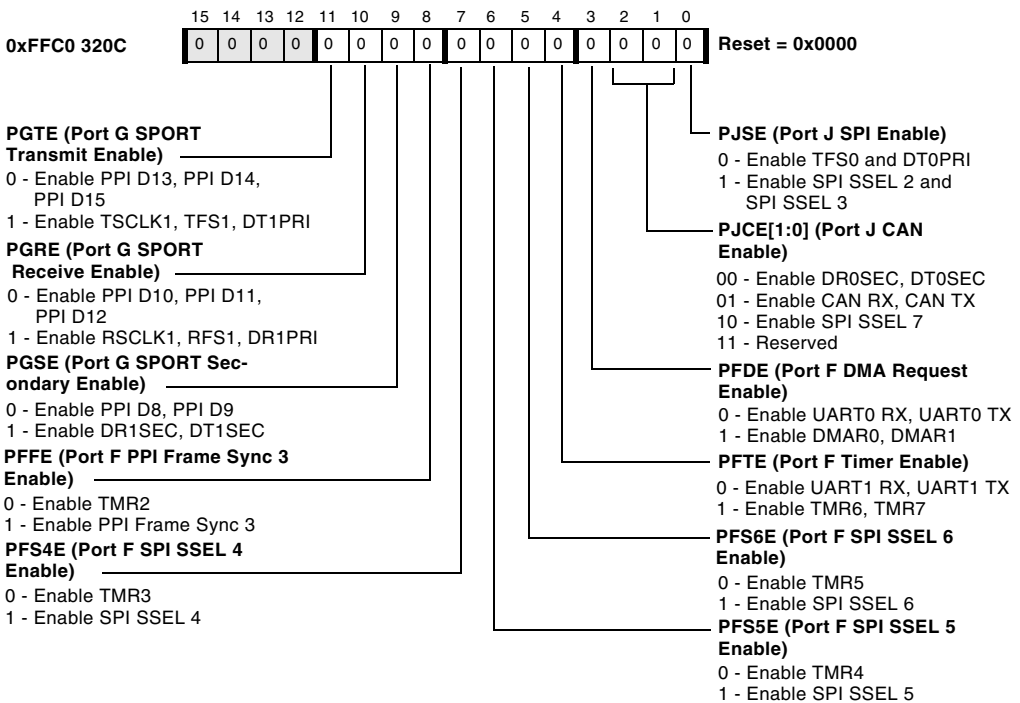 15 14 13 12 11 10 9 8 7 6 5 4 3 2 1 0
0xFFC0 320C
0 0 0 0 0 0 0 0 0 0 0 0 0 0 0 0
Reset = 0x0000
PGTE (Port G SPORT
Transmit Enable)
0 - Enable PPI D13, PPI D14,
PPI D15
1 - Enable TSCLK1, TFS1, DT1PRI
PGRE (Port G SPORT
Receive Enable)
0 - Enable PPI D10, PPI D11,
PPI D12
1 - Enable RSCLK1, RFS1, DR1PRI
PGSE (Port G SPORT Sec-
ondary Enable)
0 - Enable PPI D8, PPI D9
1 - Enable DR1SEC, DT1SEC
PFFE (Port F PPI Frame Sync 3
Enable)
0 - Enable TMR2
1 - Enable PPI Frame Sync 3
PFS4E (Port F SPI SSEL 4
Enable)
0 - Enable TMR3
1 - Enable SPI SSEL 4
PJSE (Port J SPI Enable)
0 - Enable TFS0 and DT0PRI
1 - Enable SPI SSEL 2 and
SPI SSEL 3
PJCE[1:0] (Port J CAN
Enable)
00 - Enable DR0SEC, DT0SEC
01 - Enable CAN RX, CAN TX
10 - Enable SPI SSEL 7
11 - Reserved
PFDE (Port F DMA Request
Enable)
0 - Enable UART0 RX, UART0 TX
1 - Enable DMAR0, DMAR1
PFTE (Port F Timer Enable)
0 - Enable UART1 RX, UART1 TX
1 - Enable TMR6, TMR7
PFS6E (Port F SPI SSEL 6
Enable)
0 - Enable TMR5
1 - Enable SPI SSEL 6
PFS5E (Port F SPI SSEL 5
Enable)
0 - Enable TMR4
1 - Enable SPI SSEL 5